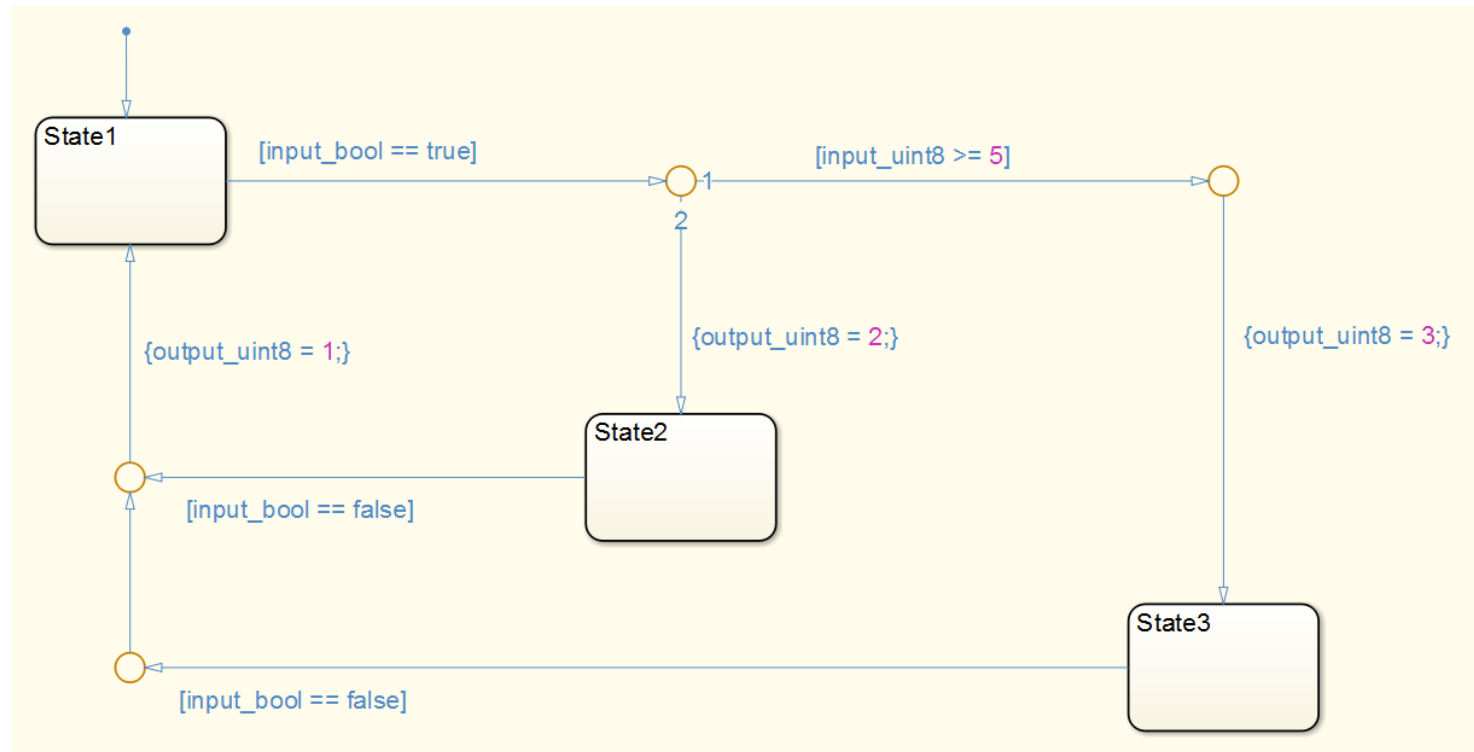 State1
[input_bool == true]
1
[input_uint8 >= 5]
2
{output_uint8 = 1;}
{output_uint8 = 2;}
{output_uint8 = 3;}
State2
[input_bool == false]
State3
[input_bool == false]